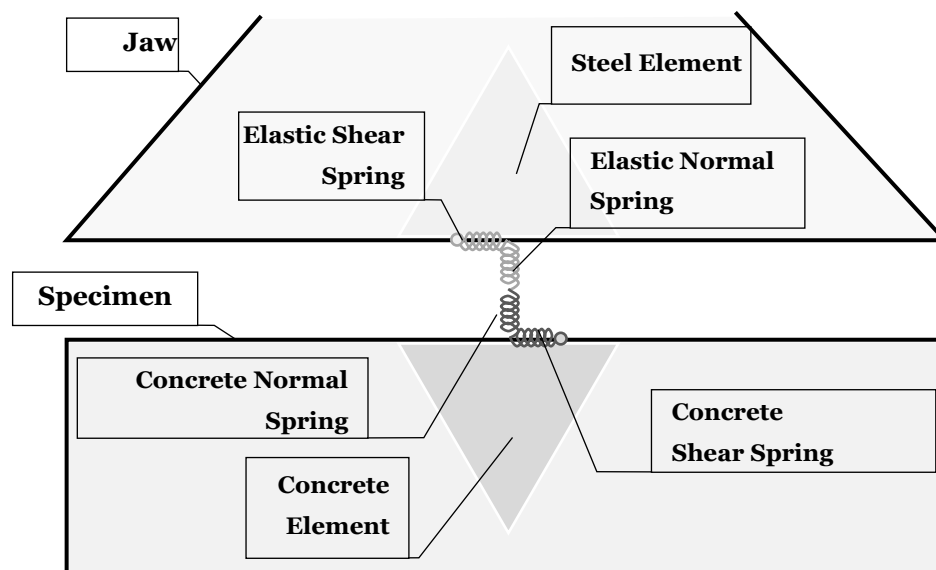 Jaw
Steel Element
Elastic Shear
Spring
Elastic Normal
Spring
Specimen
Concrete Normal
Spring
Concrete
Shear Spring
Concrete
Element